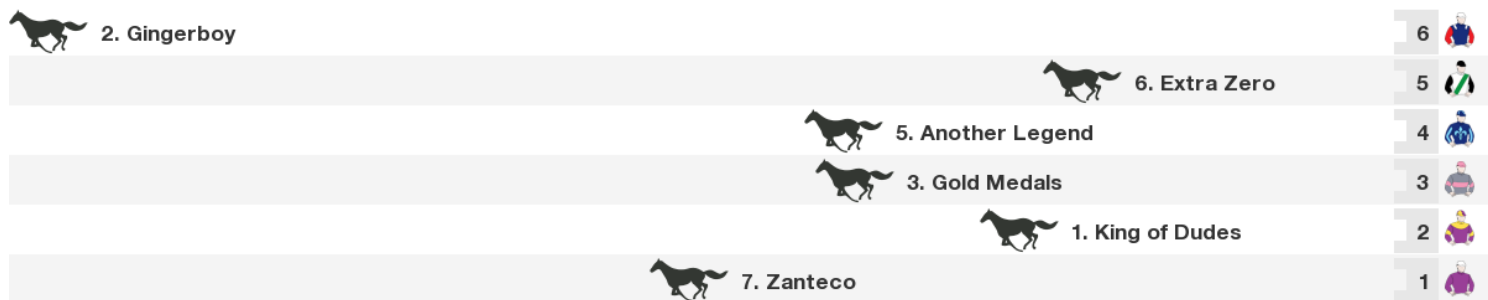 2. Gingerboy 6
6. Extra Zero 5
5. Another Legend 4
3. Gold Medals 3
1. King of Dudes 2
7. Zanteco 1